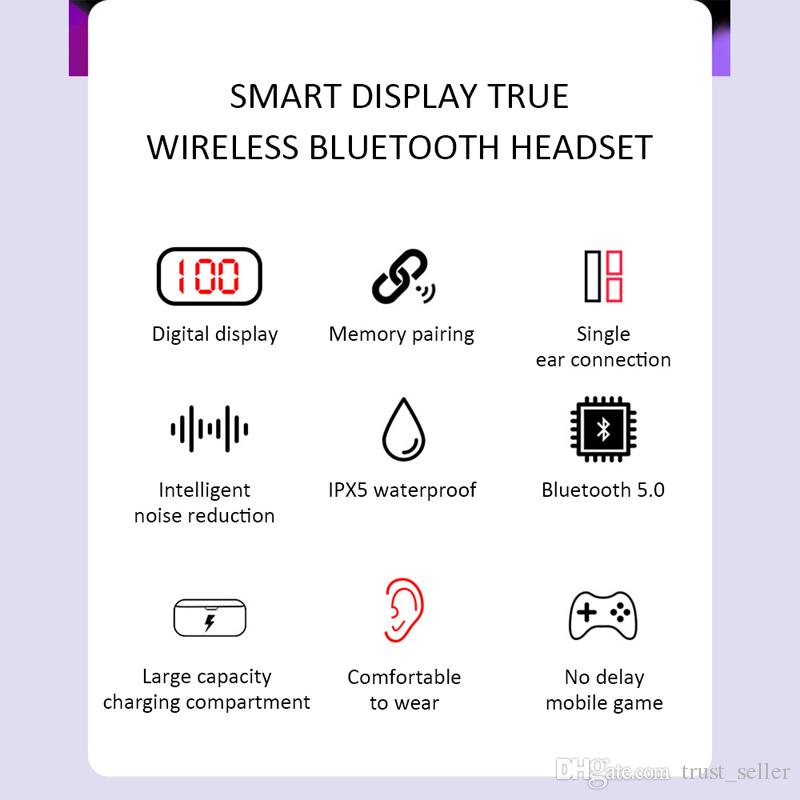 SMART DISPLAY TRUE
WIRELESS BLUETOOTH HEADSET
100
Digital display
Memory pairing
Single
ear connection
Intelligent
noise reduction
IPX5 waterproof
Bluetooth 5.0
Large capacity
charging compartment
Comfortable
to wear
No delay
mobile game
DHgate.com trust_seller